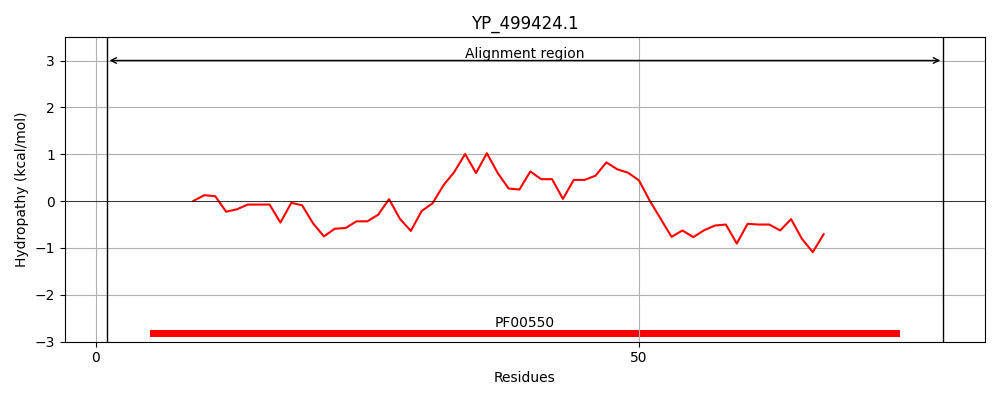 YP_499424.1
Alignment region
3
2
1
0
−1
−2
−3
Hydropathy (kcal/mol)
PF00550
0
50
Residues